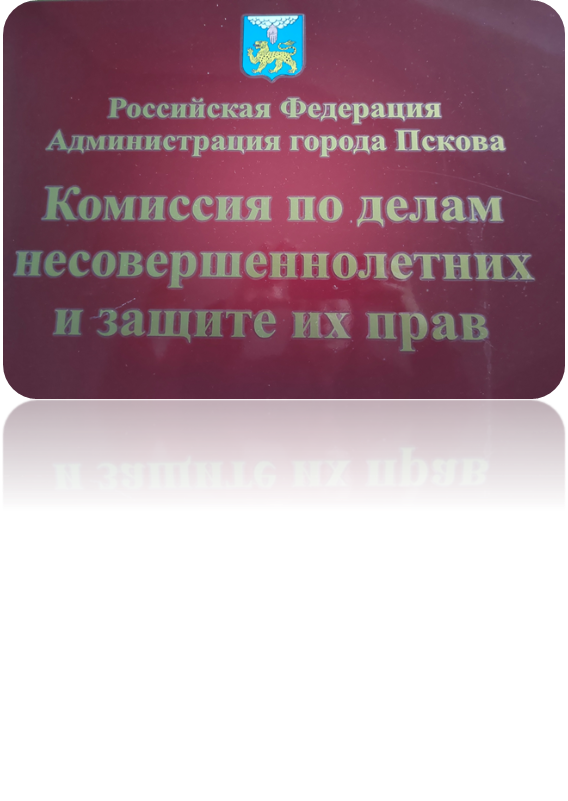 Российская Федерация
Администрация города Пскова
Комиссия по делам
несовершеннолетних
и защите их прав